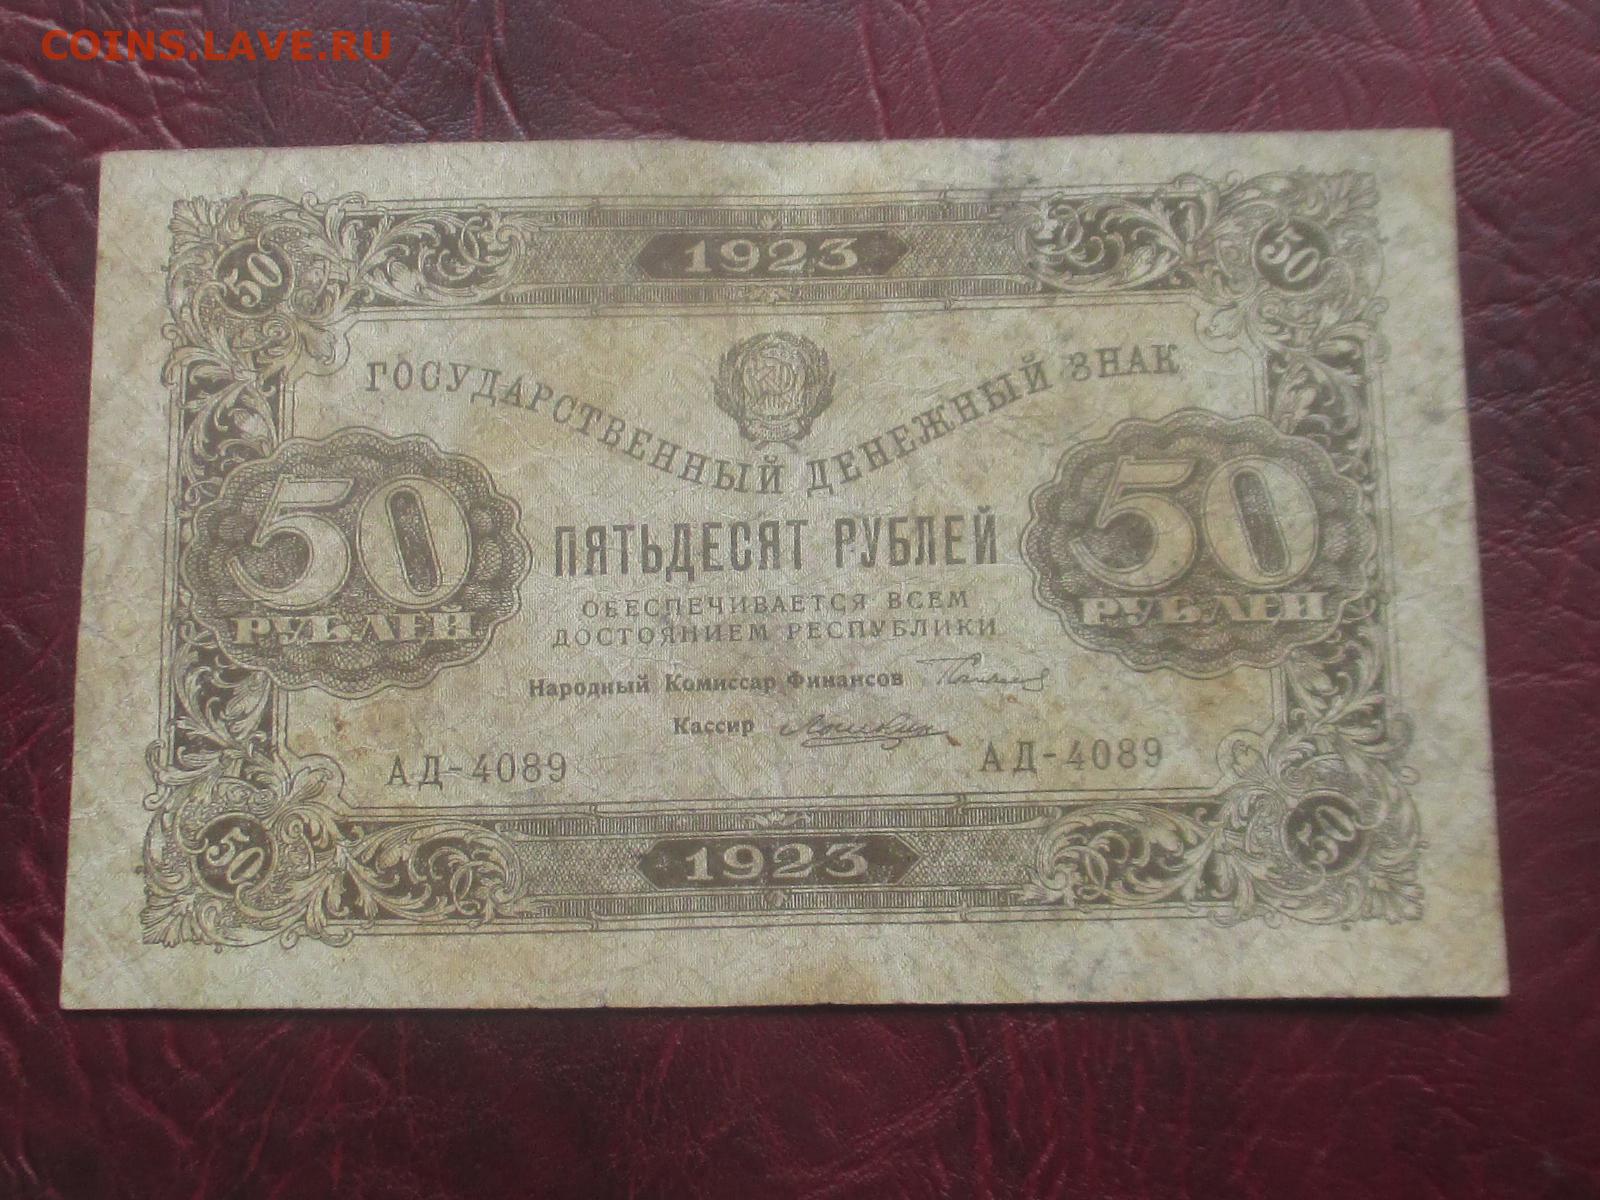 COINS.LAVE.RU
50 1923 50
ГОСУДАРСТВЕННЫЙ ДЕНЕЖНЫЙ ЗНАК
50 РУБЛЕЙ
ПЯТЬДЕСЯТ РУБЛЕЙ
50 РУБЛЕЙ
ОБЕСПЕЧИВАЕТСЯ ВСЕМ
ДОСТОЯНИЕМ РЕСПУБЛИКИ
Народный Комиссар Финансов
Кассир
АД-4089 АД-4089
50 1923 50